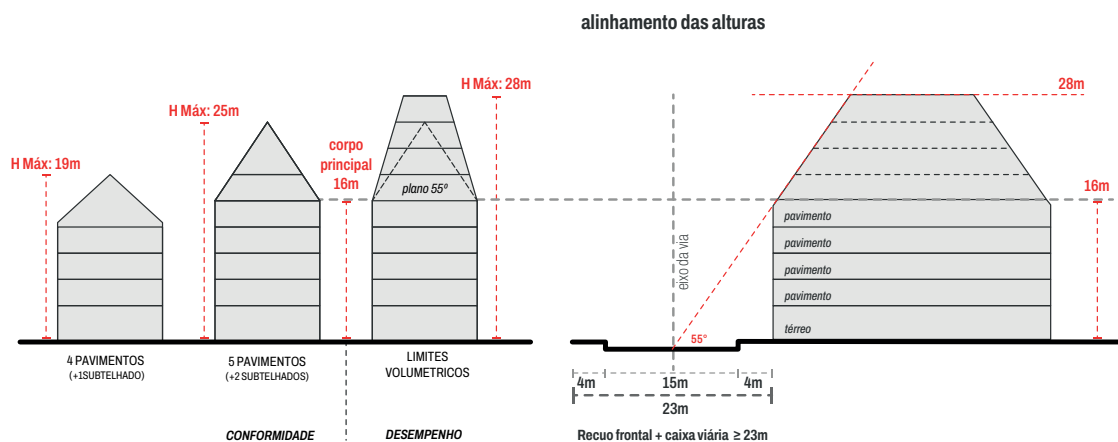 alinhamento das alturas
H Máx: 19m
H Máx: 25m
corpo
principal
16m
H Máx: 28m
plano 55º
28m
16m
eixo da via
pavimento
pavimento
pavimento
pavimento
térreo
55°
4 PAVIMENTOS
(+1SUBTELHADO)
5 PAVIMENTOS
(+2 SUBTELHADOS)
LIMITES
VOLUMETRICOS
4m
15m
4m
23m
CONFORMIDADE
DESEMPENHO
Recuo frontal + caixa viária ≥ 23m